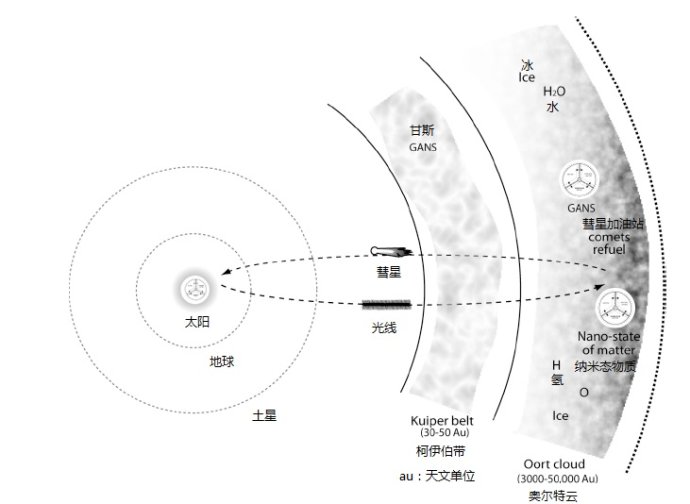 冰
Ice
H₂O
水
甘斯
GANS
GANS
彗星加油站
comets
refuel
彗星
太阳
光线
地球
土星
Nano-state
of matter
纳米态物质
H
氢
O
Ice
Kuiper belt
(30-50 Au)
柯伊伯带
au：天文单位
Oort cloud
(3000-50,000 Au)
奥尔特云